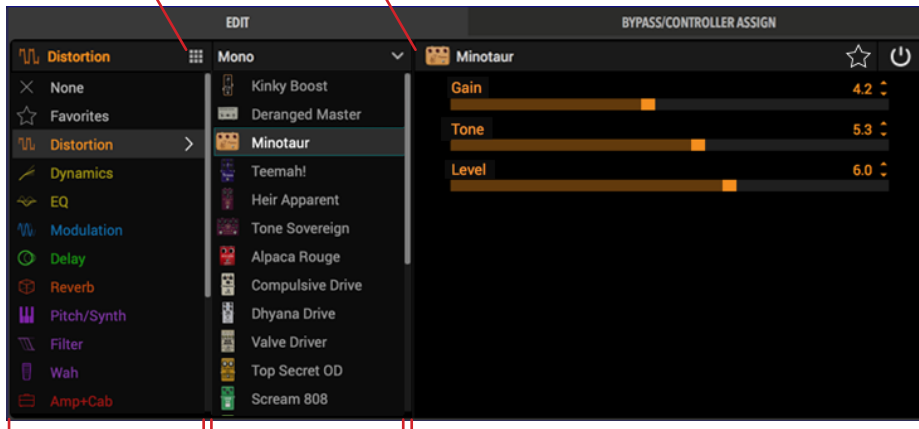 EDIT
BYPASS/CONTROLLER ASSIGN
Distortion
None
Favorites
Distortion
Dynamics
EQ
Modulation
Delay
Reverb
Pitch/Synth
Filter
Wah
Amp+Cab
Mono
Kinky Boost
Deranged Master
Minotaur
Teemah!
Heir Apparent
Tone Sovereign
Alpaca Rouge
Compulsive Drive
Dhyana Drive
Valve Driver
Top Secret OD
Scream 808
Minotaur
Gain 4.2
Tone 5.3
Level 6.0